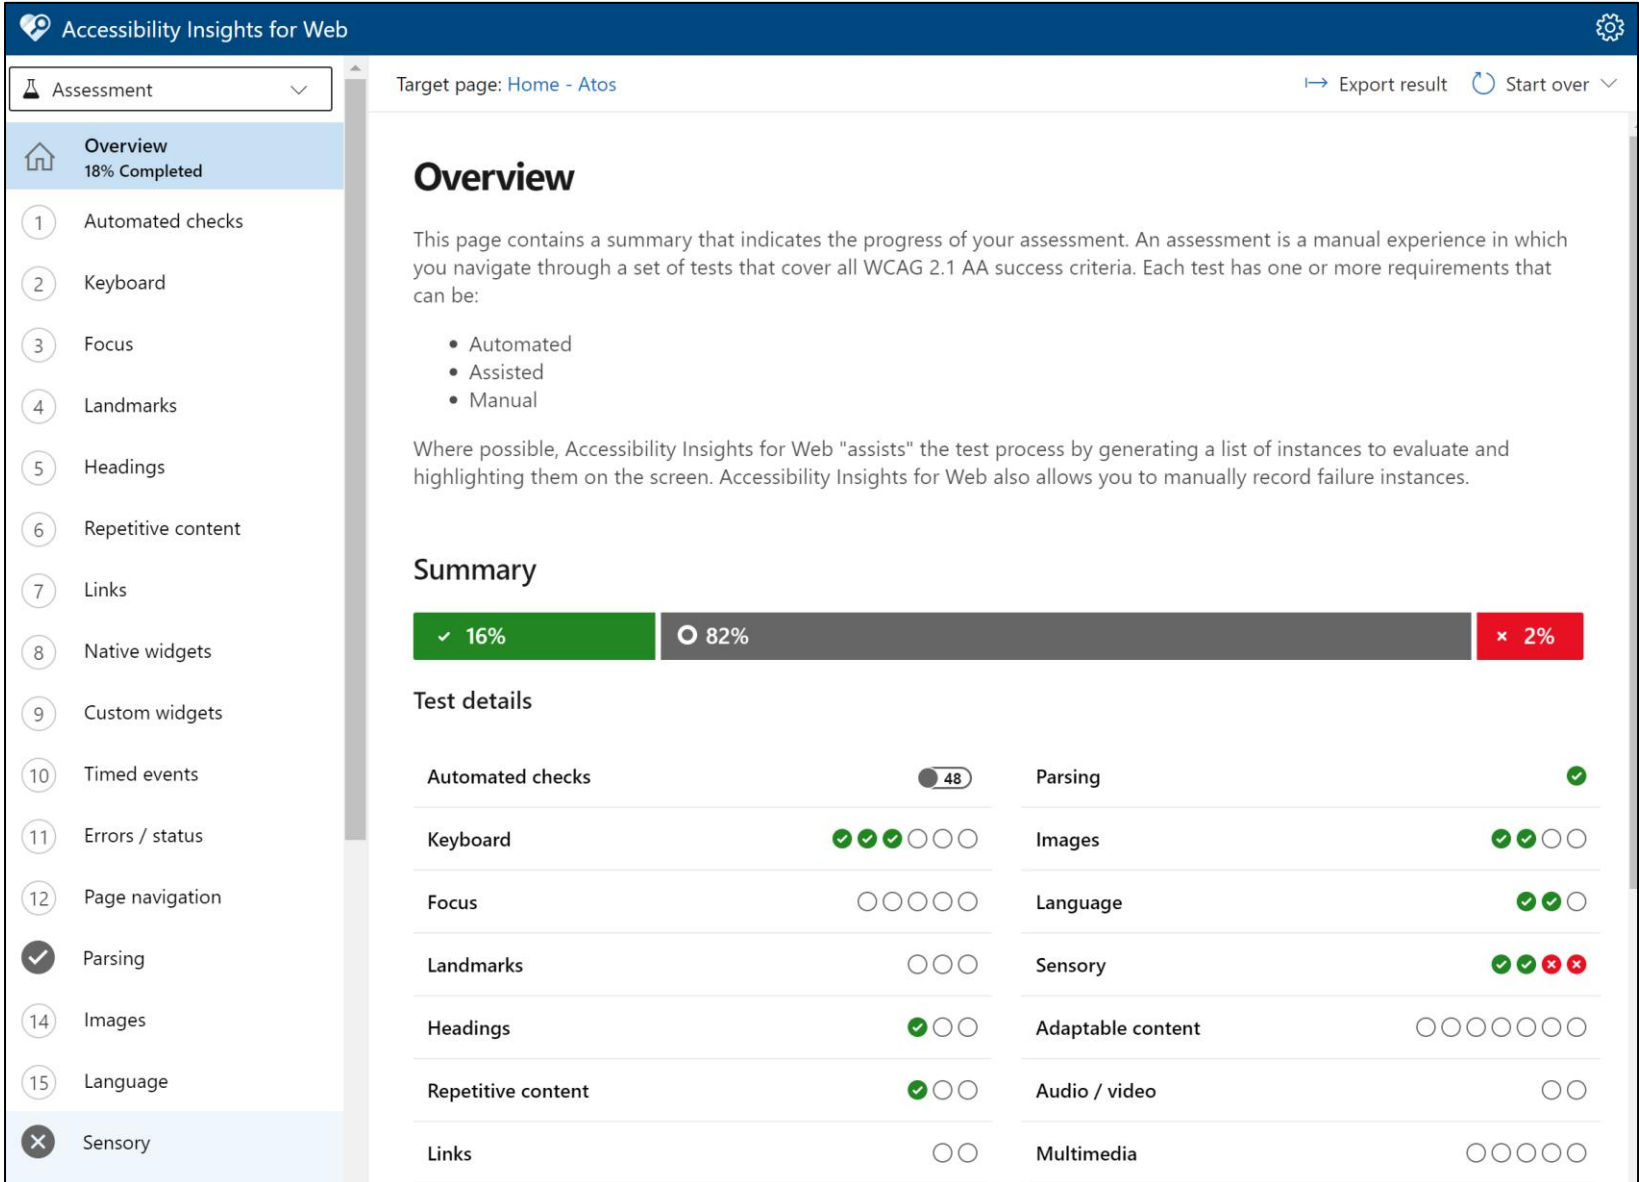 Accessibility Insights for Web
Assessment
Overview
18% Completed
1 Automated checks
2 Keyboard
3 Focus
4 Landmarks
5 Headings
6 Repetitive content
7 Links
8 Native widgets
9 Custom widgets
10 Timed events
11 Errors / status
12 Page navigation
Parsing
14 Images
15 Language
Sensory
Target page: Home - Atos
Export result
Start over
Overview
This page contains a summary that indicates the progress of your assessment. An assessment is a manual experience in which
you navigate through a set of tests that cover all WCAG 2.1 AA success criteria. Each test has one or more requirements that
can be:
• Automated
• Assisted
• Manual
Where possible, Accessibility Insights for Web "assists" the test process by generating a list of instances to evaluate and
highlighting them on the screen. Accessibility Insights for Web also allows you to manually record failure instances.
Summary
16%
82%
2%
Test details
Automated checks 48
Keyboard
Focus
Landmarks
Headings
Repetitive content
Links
Parsing
Images
Language
Sensory
Adaptable content
Audio / video
Multimedia